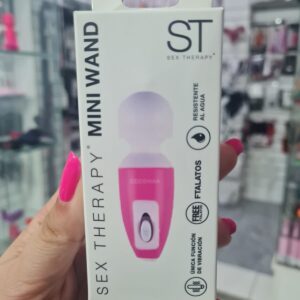 SEX THERAPY® MINI WAND
ST
SEX THERAPY®
RESISTENTE
AL AGUA
FREE
FTALATOS
ÚNICA FUNCIÓN
DE VIBRACIÓN